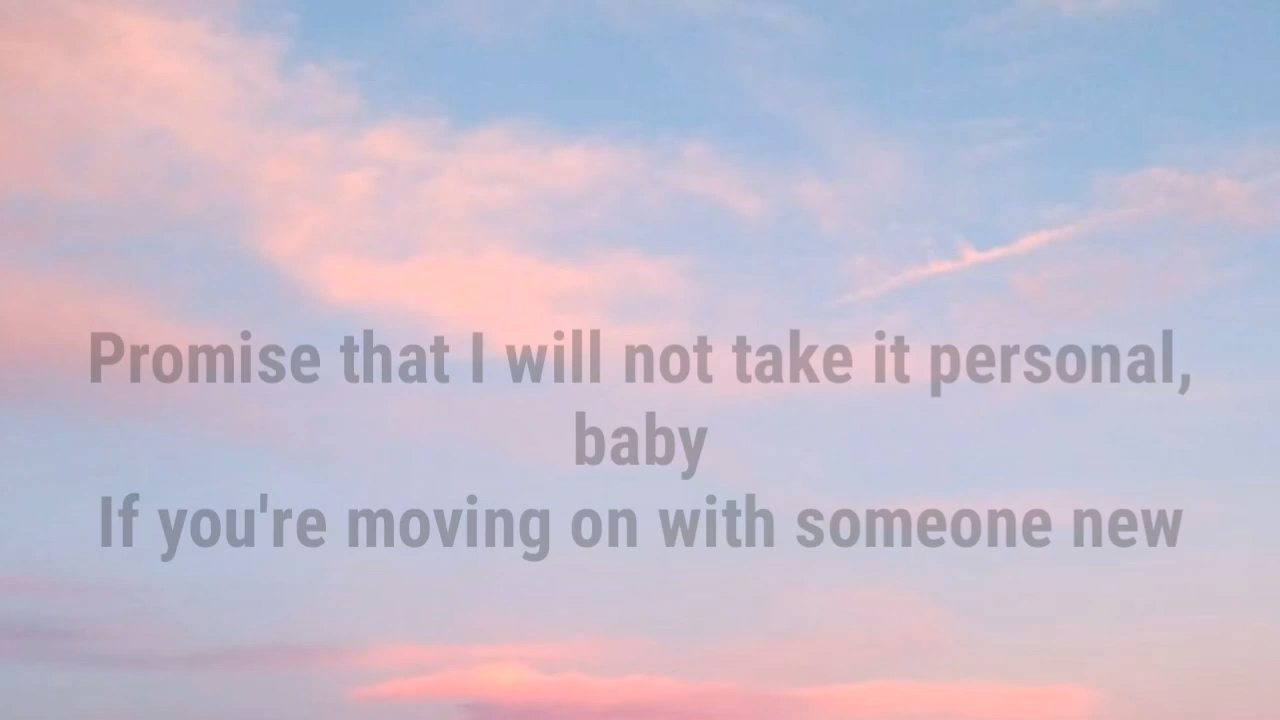 Promise that I will not take it personal,
baby
If you're moving on with someone new